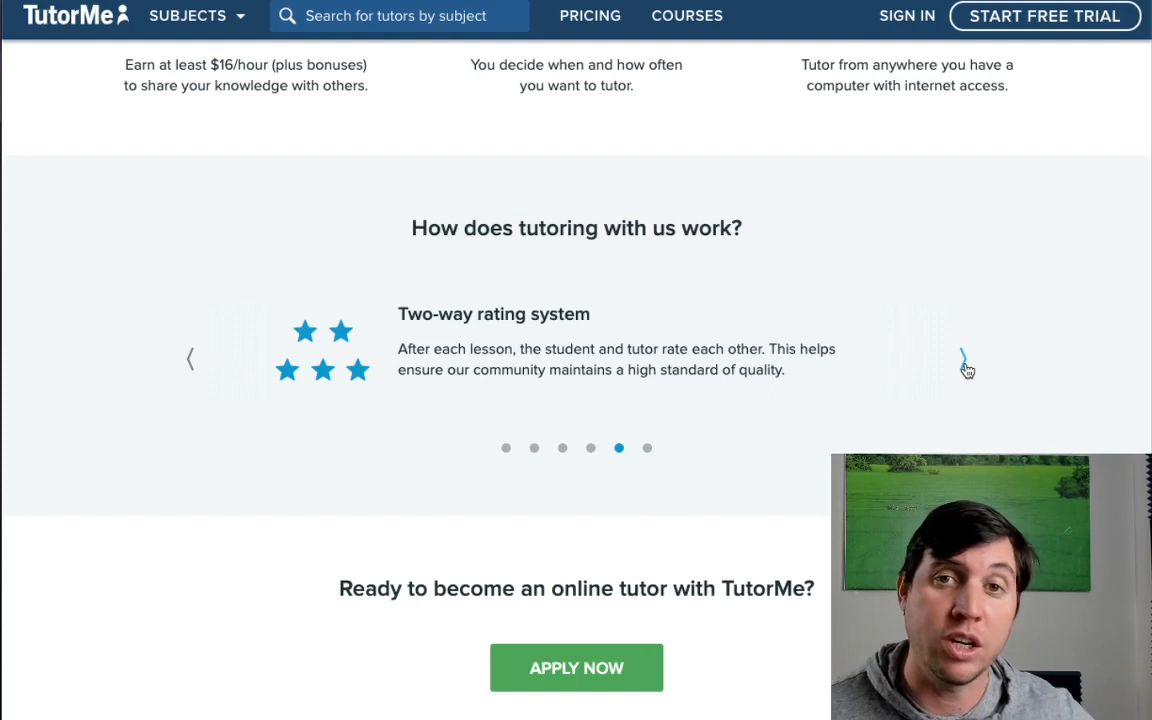 TutorMe SUBJECTS Search for tutors by subject PRICING COURSES SIGN IN START FREE TRIAL
Earn at least $16/hour (plus bonuses)
to share your knowledge with others.
You decide when and how often
you want to tutor.
Tutor from anywhere you have a
computer with internet access.
How does tutoring with us work?
Two-way rating system
After each lesson, the student and tutor rate each other. This helps
ensure our community maintains a high standard of quality.
Ready to become an online tutor with TutorMe?
APPLY NOW